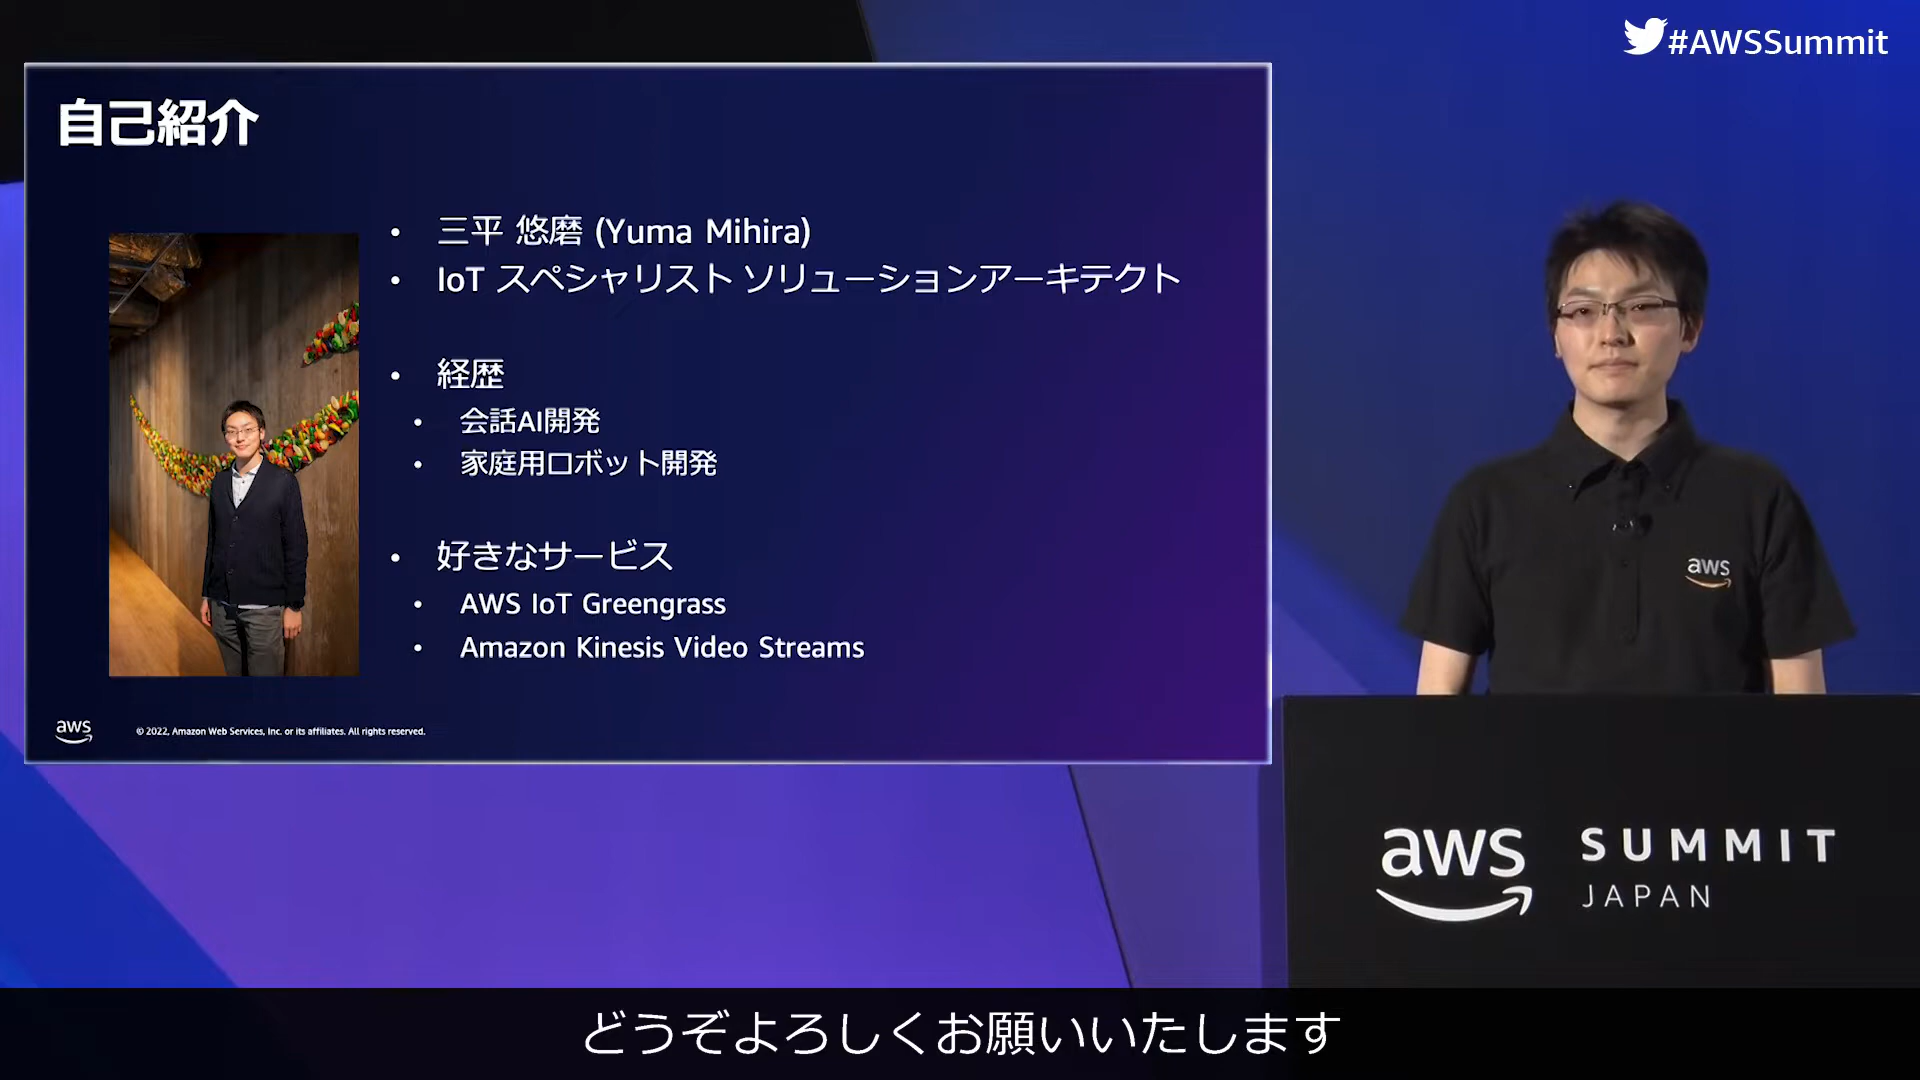 #AWSSummit
自己紹介
• 三平 悠磨 (Yuma Mihira)
• IoT スペシャリスト ソリューションアーキテクト
• 経歴
• 会話AI開発
• 家庭用ロボット開発
• 好きなサービス
• AWS IoT Greengrass
• Amazon Kinesis Video Streams
aws
© 2022, Amazon Web Services, Inc. or its affiliates. All rights reserved.
aws
aws SUMMIT
JAPAN
どうぞよろしくお願いいたします